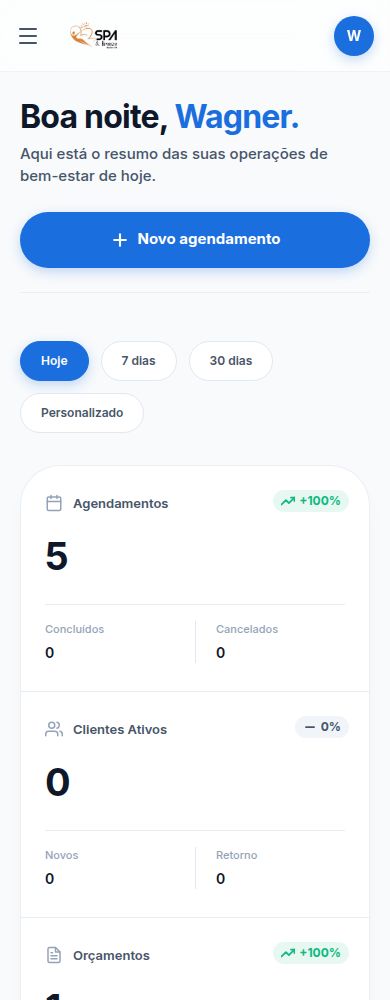 SPA
W
Boa noite, Wagner.
Aqui está o resumo das suas operações de
bem-estar de hoje.
+ Novo agendamento
Hoje
7 dias
30 dias
Personalizado
Agendamentos
+100%
5
Concluídos
Cancelados
0
0
Clientes Ativos
0%
0
Novos
Retorno
0
0
Orçamentos
+100%